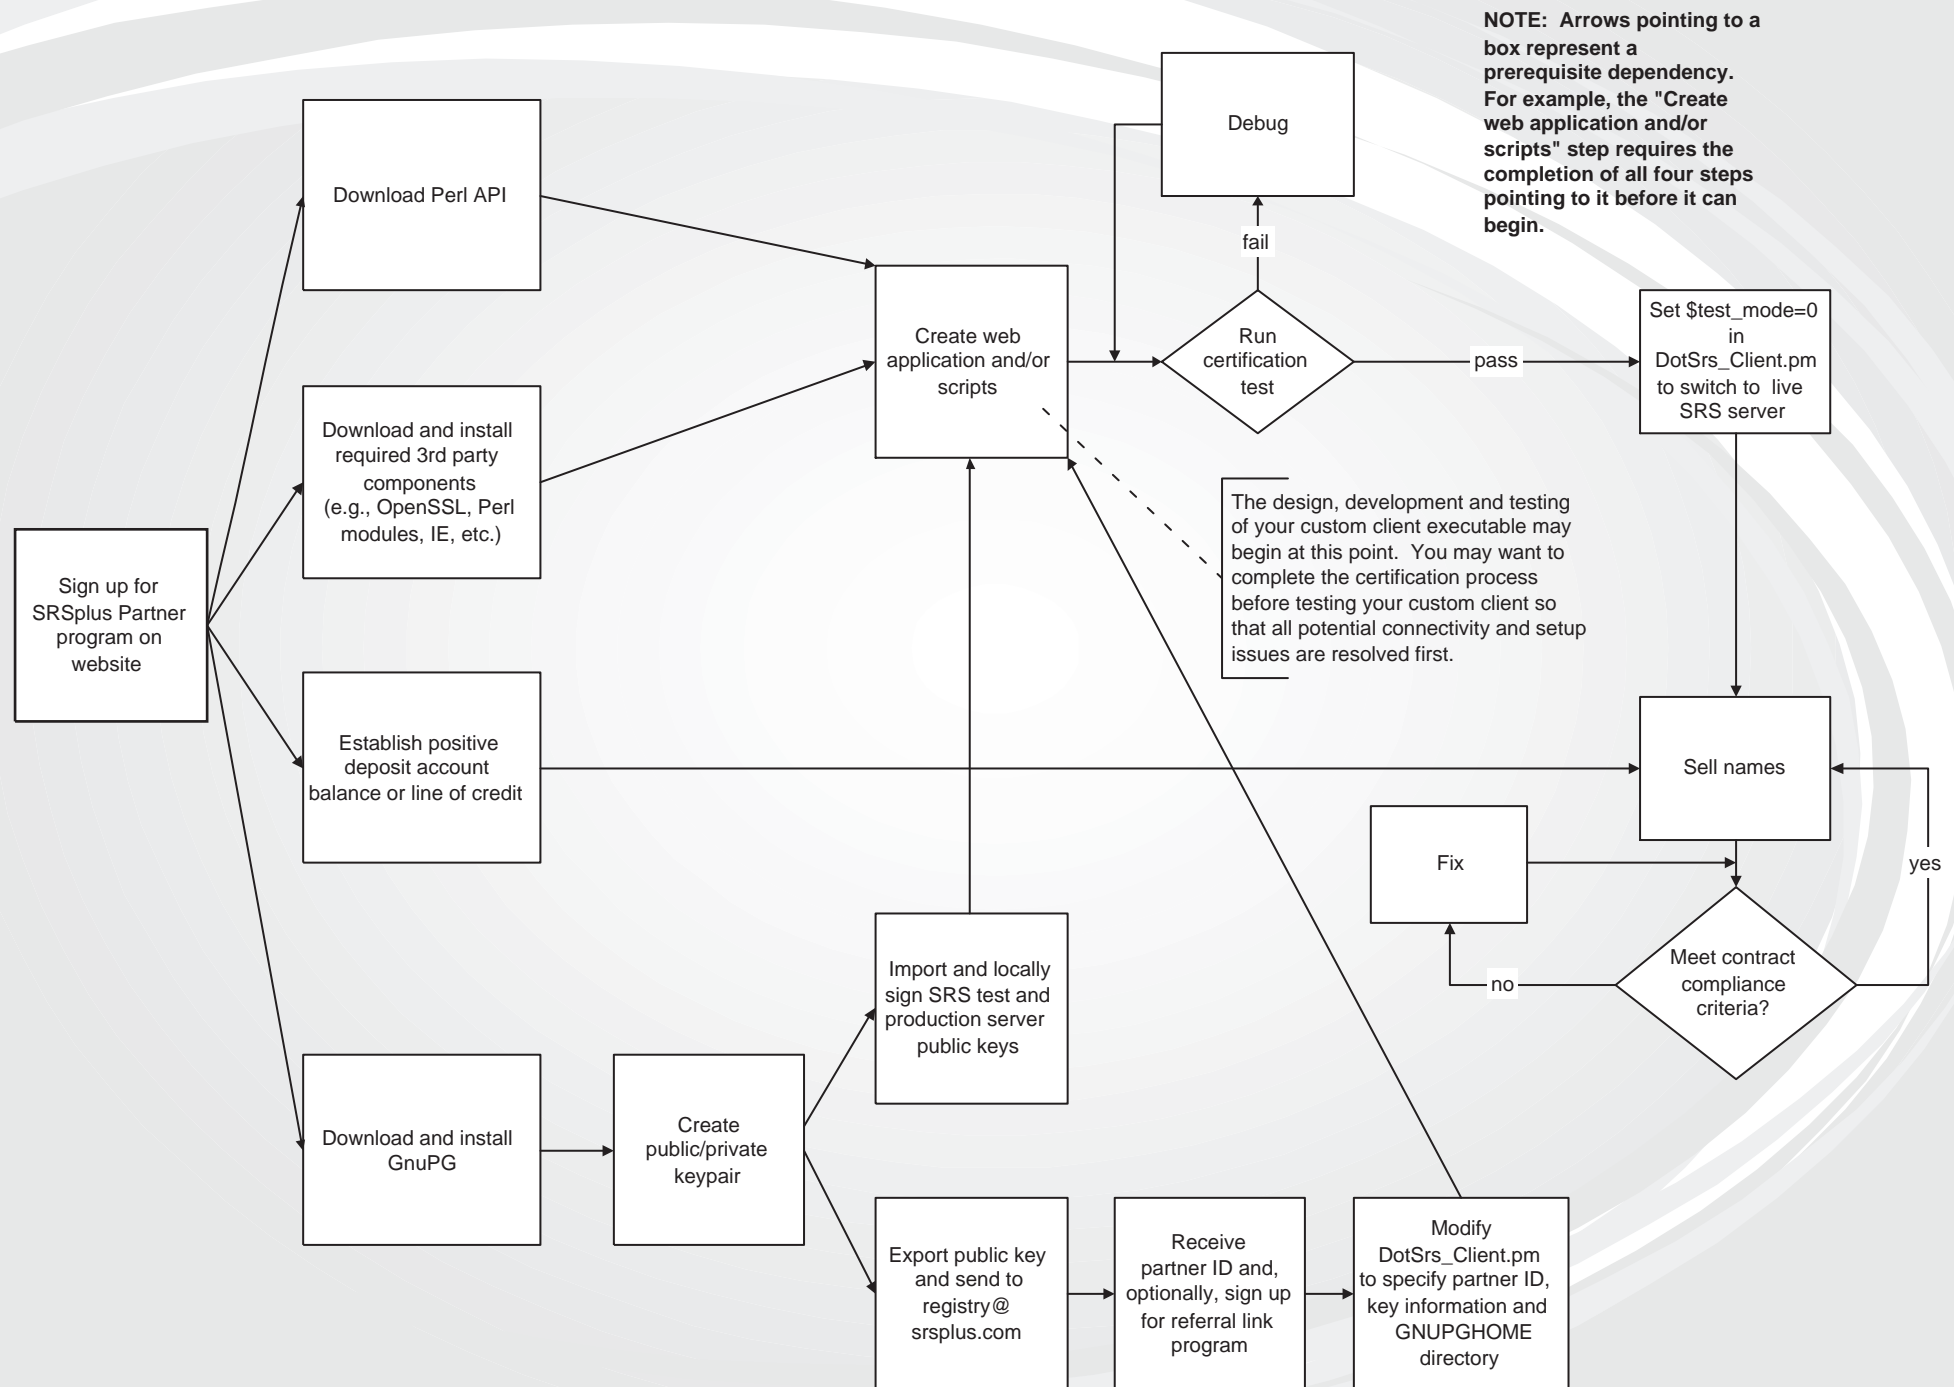 NOTE:  Arrows pointing to a
box represent a
prerequisite dependency.
For example, the "Create
web application and/or
scripts" step requires the
completion of all four steps
pointing to it before it can
begin.
Debug
fail
Download Perl API
Create web
application and/or
scripts
Run
certification
test
pass
Set $test_mode=0
in
DotSrs_Client.pm
to switch to  live
SRS server
Download and install
required 3rd party
components
(e.g., OpenSSL, Perl
modules, IE, etc.)
The design, development and testing
of your custom client executable may
begin at this point.  You may want to
complete the certification process
before testing your custom client so
that all potential connectivity and setup
issues are resolved first.
Sign up for
SRSplus Partner
program on
website
Establish positive
deposit account
balance or line of credit
Sell names
Fix
yes
Meet contract
compliance
criteria?
no
Import and locally
sign SRS test and
production server
public keys
Download and install
GnuPG
Create
public/private
keypair
Export public key
and send to
registry@
srsplus.com
Receive
partner ID and,
optionally, sign up
for referral link
program
Modify
DotSrs_Client.pm
to specify partner ID,
key information and
GNUPGHOME
directory